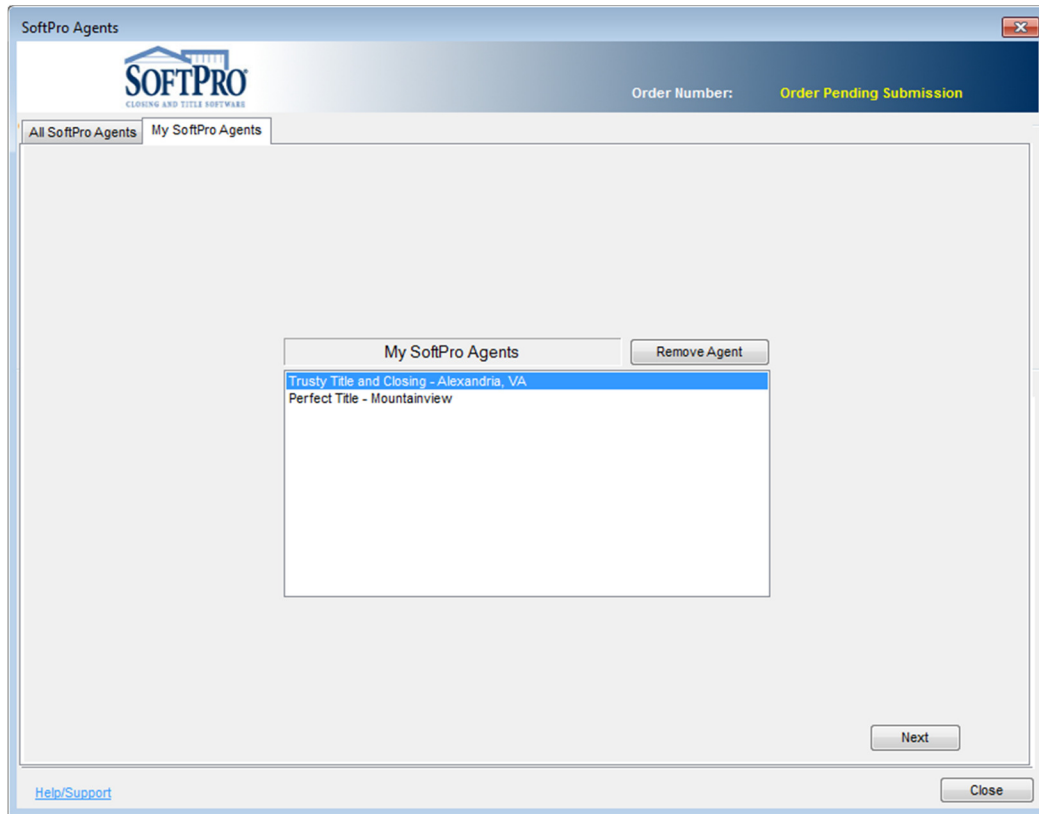 SoftPro Agents
SOFTPRO
CLOSING AND TITLE SOFTWARE
Order Number: Order Pending Submission
All SoftPro Agents My SoftPro Agents
My SoftPro Agents Remove Agent
Trusty Title and Closing - Alexandria, VA
Perfect Title - Mountainview
Next
Help/Support Close